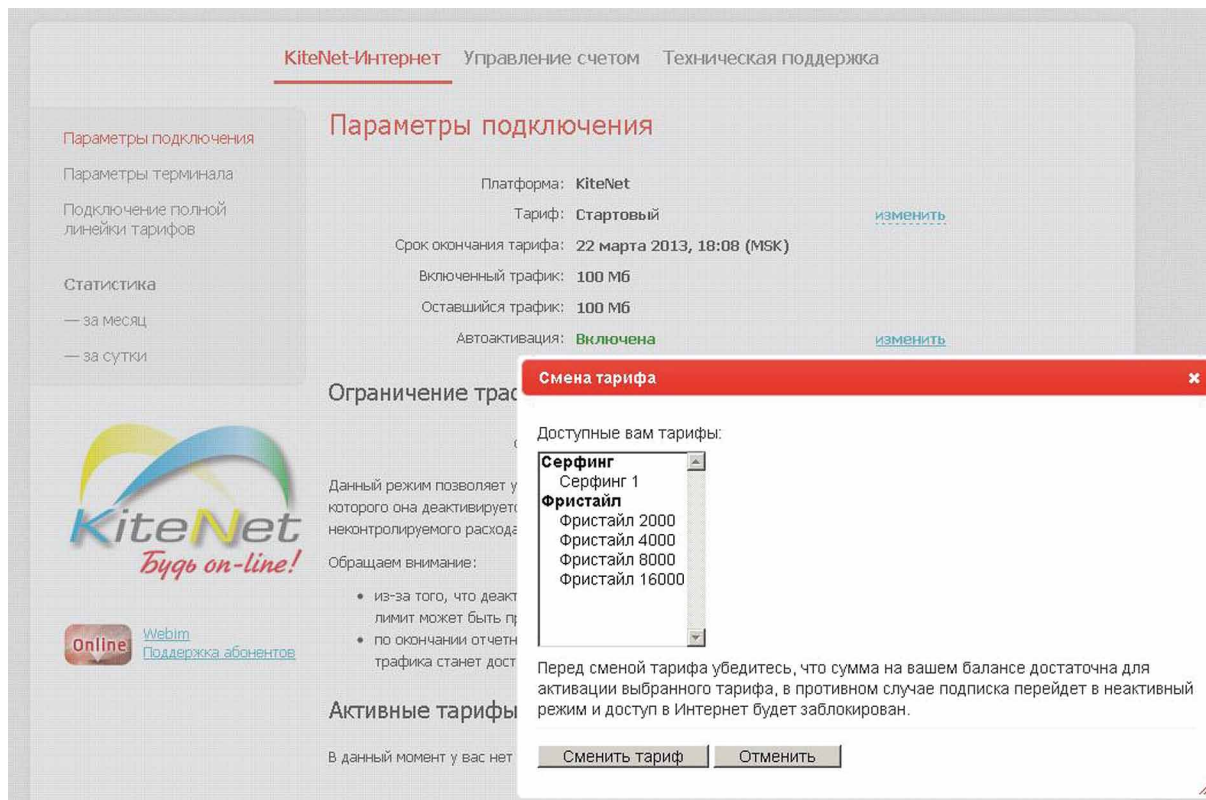 KiteNet-Интернет Управление счетом Техническая поддержка
Параметры подключения
Параметры терминала
Подключение полной
линейки тарифов
Статистика
— за месяц
— за сутки
KiteNet
Будь on-line!
Online
Webim
Поддержка абонентов
Параметры подключения
Платформа: KiteNet
Тариф: Стартовый изменить
Срок окончания тарифа: 22 марта 2013, 18:08 (MSK)
Включенный трафик: 100 Мб
Оставшийся трафик: 100 Мб
Автоактивация: Включена изменить
Ограничение
Данный режим позволяет
которого она
неконтролируемого расхода
Обращаем внимание:
• из-за того, что
лимит может быть
• по окончании
трафика станет
Активные тарифы
В данный момент у вас нет
Смена тарифа
Доступные вам тарифы:
Серфинг
Серфинг 1
Фристайл
Фристайл 2000
Фристайл 4000
Фристайл 8000
Фристайл 16000
Перед сменой тарифа убедитесь, что сумма на вашем балансе достаточна для
активации выбранного тарифа, в противном случае подписка перейдет в неактивный
режим и доступ в Интернет будет заблокирован.
Сменить тариф Отменить